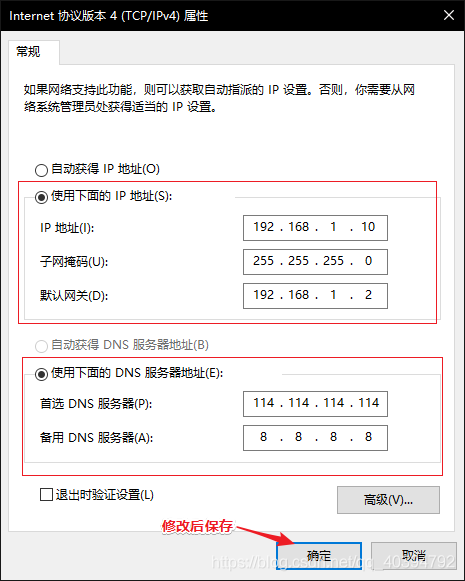 Internet 协议版本 4 (TCP/IPv4) 属性
常规
如果网络支持此功能，则可以获取自动指派的 IP 设置。否则，你需要从网
络系统管理员处获得适当的 IP 设置。
自动获得 IP 地址(O)
使用下面的 IP 地址(S):
IP 地址(I): 192 . 168 . 1 . 10
子网掩码(U): 255 . 255 . 255 . 0
默认网关(D): 192 . 168 . 1 . 2
自动获得 DNS 服务器地址(B)
使用下面的 DNS 服务器地址(E):
首选 DNS 服务器(P): 114 . 114 . 114 . 114
备用 DNS 服务器(A): 8 . 8 . 8 . 8
退出时验证设置(L)
高级(V)...
修改后保存
确定 取消
https://blog.csdn.net/qq_40394792